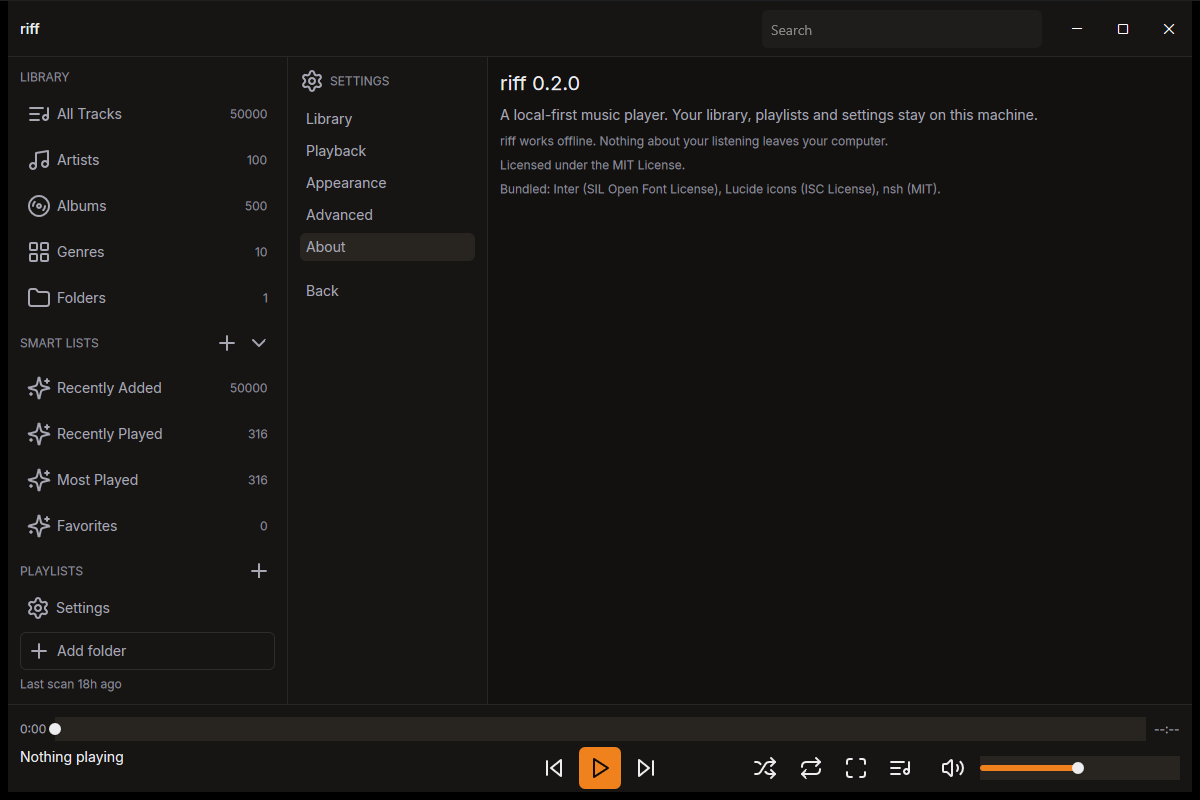 riff
Search
LIBRARY
All Tracks 50000
Artists 100
Albums 500
Genres 10
Folders 1
SMART LISTS
Recently Added 50000
Recently Played 316
Most Played 316
Favorites 0
PLAYLISTS
Settings
Add folder
Last scan 18h ago
SETTINGS
Library
Playback
Appearance
Advanced
About
Back
riff 0.2.0
A local-first music player. Your library, playlists and settings stay on this machine.
riff works offline. Nothing about your listening leaves your computer.
Licensed under the MIT License.
Bundled: Inter (SIL Open Font License), Lucide icons (ISC License), nsh (MIT).
0:00 --:--
Nothing playing